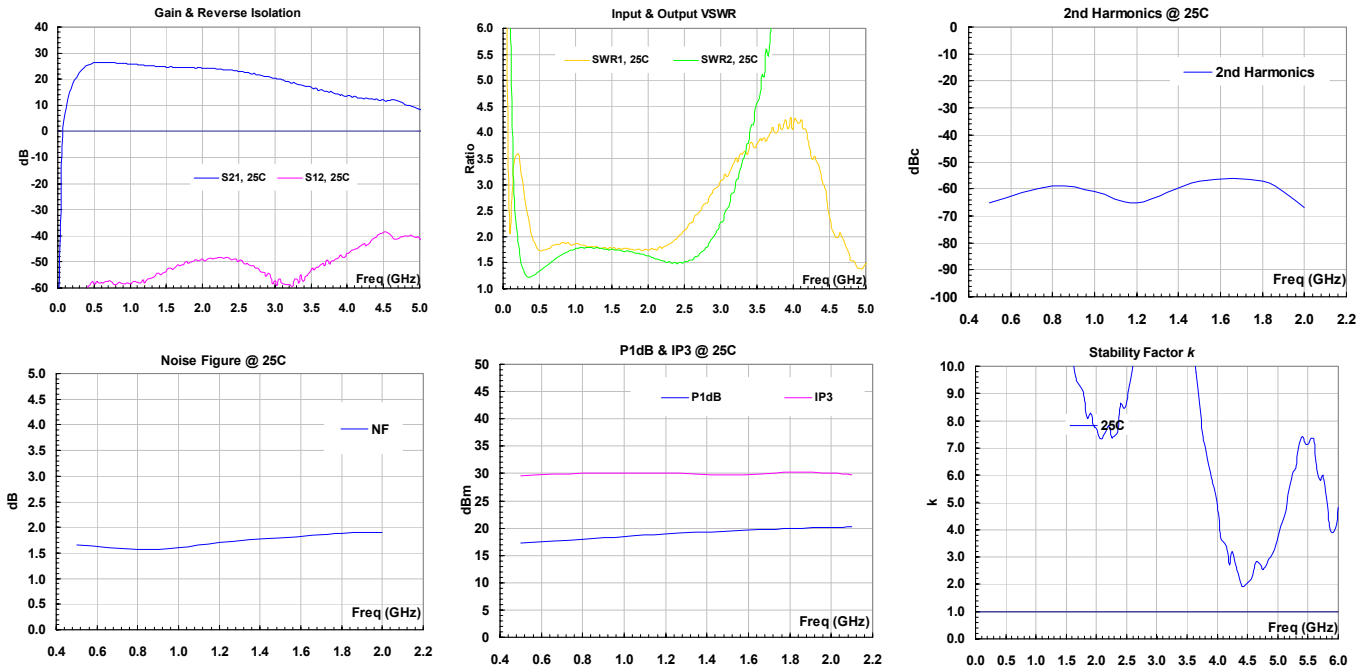 Gain & Reverse Isolation
40
30
20
10
0
-10
-20
-30
-40
-50
-60
dB
S21, 25C
S12, 25C
Freq (GHz)
0.0 0.5 1.0 1.5 2.0 2.5 3.0 3.5 4.0 4.5 5.0
Input & Output VSWR
6.0
5.5
5.0
4.5
4.0
3.5
3.0
2.5
2.0
1.5
1.0
Ratio
SWR1, 25C
SWR2, 25C
Freq (GHz)
0.0 0.5 1.0 1.5 2.0 2.5 3.0 3.5 4.0 4.5 5.0
2nd Harmonics @ 25C
0
-10
-20
-30
-40
-50
-60
-70
-80
-90
-100
dBc
2nd Harmonics
Freq (GHz)
0.4 0.6 0.8 1.0 1.2 1.4 1.6 1.8 2.0 2.2
Noise Figure @ 25C
5.0
4.5
4.0
3.5
3.0
2.5
2.0
1.5
1.0
0.5
0.0
dB
NF
Freq (GHz)
0.4 0.6 0.8 1.0 1.2 1.4 1.6 1.8 2.0 2.2
P1dB & IP3 @ 25C
50
45
40
35
30
25
20
15
10
5
0
dBm
P1dB
IP3
Freq (GHz)
0.4 0.6 0.8 1.0 1.2 1.4 1.6 1.8 2.0 2.2
Stability Factor k
10.0
9.0
8.0
7.0
6.0
5.0
4.0
3.0
2.0
1.0
0.0
k
25C
Freq (GHz)
0.0 0.5 1.0 1.5 2.0 2.5 3.0 3.5 4.0 4.5 5.0 5.5 6.0